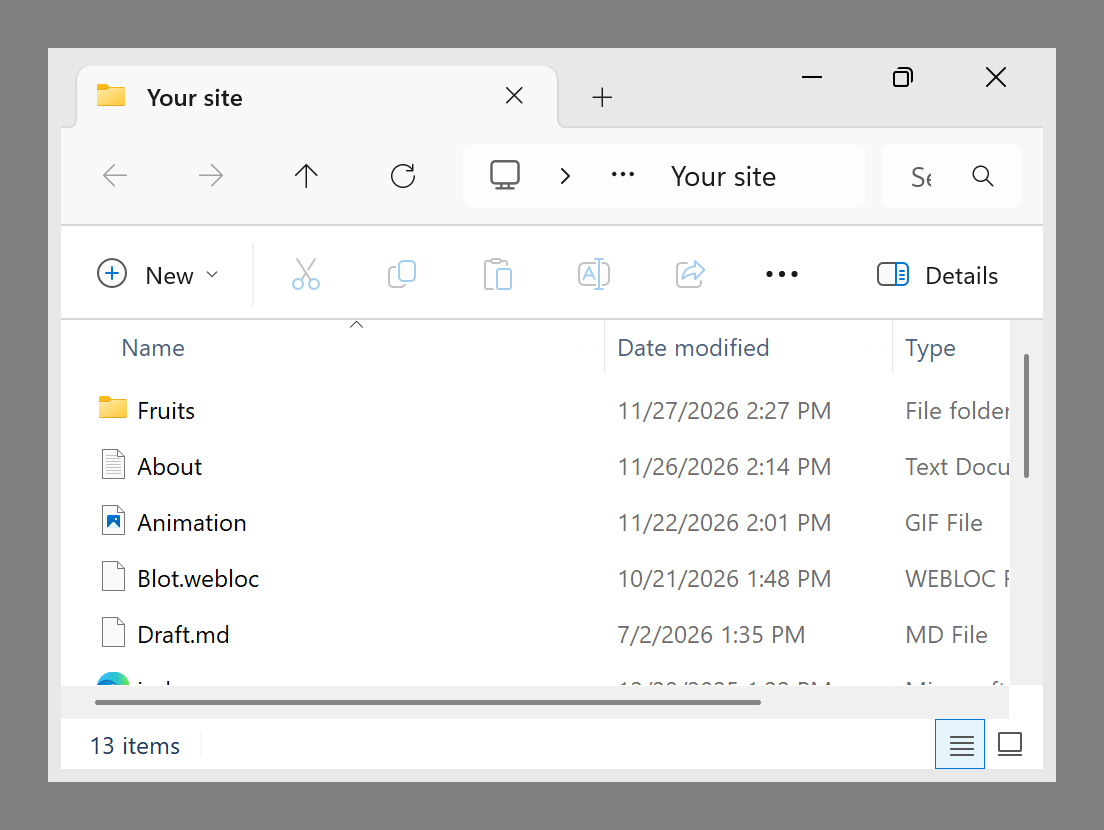 Your site
Your site
Se
New
Details
Name Date modified Type
Fruits 11/27/2026 2:27 PM File folder
About 11/26/2026 2:14 PM Text Docu
Animation 11/22/2026 2:01 PM GIF File
Blot.webloc 10/21/2026 1:48 PM WEBLOC F
Draft.md 7/2/2026 1:35 PM MD File
13 items